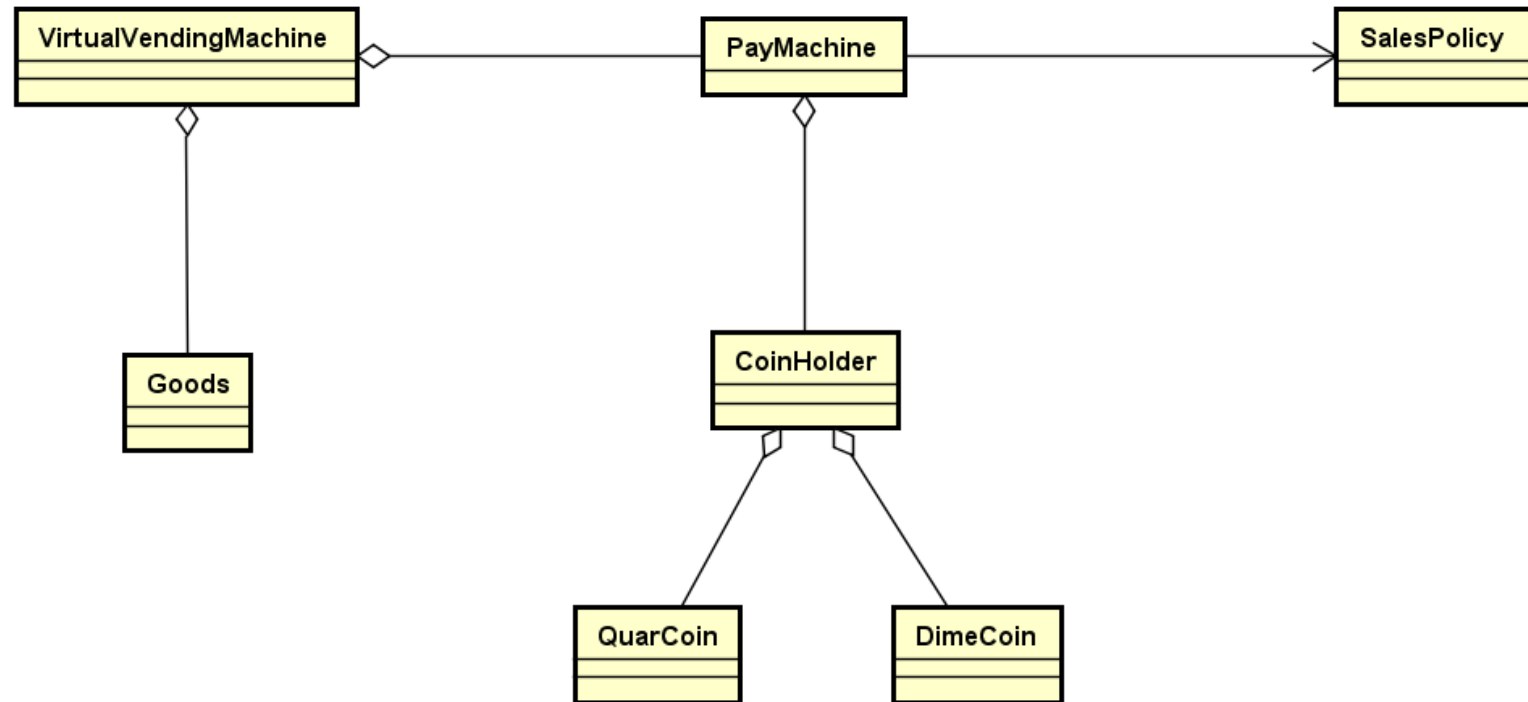 VirtualVendingMachine
PayMachine
SalesPolicy
Goods
CoinHolder
QuarCoin
DimeCoin